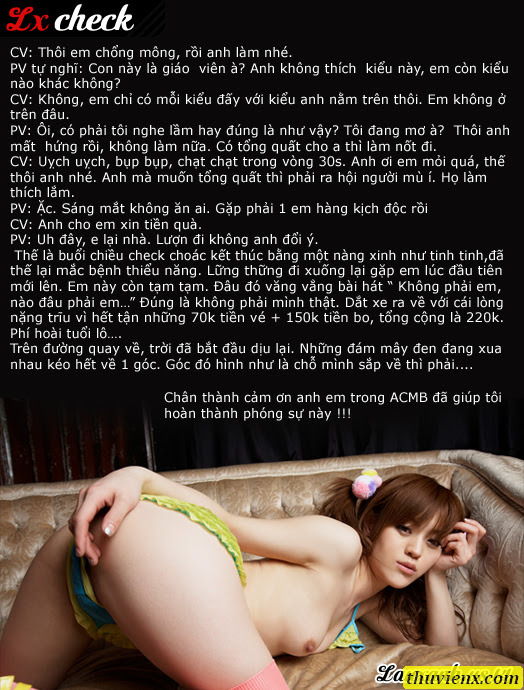 Lx check
CV: Thôi em chổng mông, rồi anh làm nhé.
PV tự nghĩ: Con này là giáo viên à? Anh không thích kiểu này, em còn kiểu
nào khác không?
CV: Không, em chỉ có mỗi kiểu đấy với kiểu anh nằm trên thôi. Em không ở
trên đâu.
PV: Ôi, có phải tôi nghe lầm hay đúng là như vậy? Tôi đang mơ à? Thôi anh
mất hứng rồi, không làm nữa. Có tổng quất cho a thì làm nốt đi.
CV: Uỵch uỵch, bụp bụp, chạt chạt trong vòng 30s. Anh ơi em mỏi quá, thế
thôi anh nhé. Anh mà muốn tổng quất thì phải ra hội người mù í. Họ làm
thích lắm.
PV: Ặc. Sáng mắt không ăn ai. Gặp phải 1 em hàng kịch độc rồi
CV: Anh cho em xin tiền quà.
PV: Uh đây, e lại nhà. Lượn đi không anh đổi ý.
Thế là buổi chiều check choác kết thúc bằng một nàng xinh như tinh tinh,đã
thế lại mắc bệnh thiểu năng. Lững thững đi xuống lại gặp em lúc đầu tiên
mới lên. Em này còn tạm tạm. Đâu đó văng vẳng bài hát “ Không phải em,
nào đâu phải em…” Đúng là không phải mình thật. Dắt xe ra về với cái lòng
nặng trĩu vì hết tận những 70k tiền vé + 150k tiền bo, tổng cộng là 220k.
Phí hoài tuổi lô….
Trên đường quay về, trời đã bắt đầu dịu lại. Những đám mây đen đang xua
nhau kéo hết về 1 góc. Góc đó hình như là chỗ mình sắp về thì phải....
Chân thành cảm ơn anh em trong ACMB đã giúp tôi
hoàn thành phóng sự này !!!
thuvienx.com